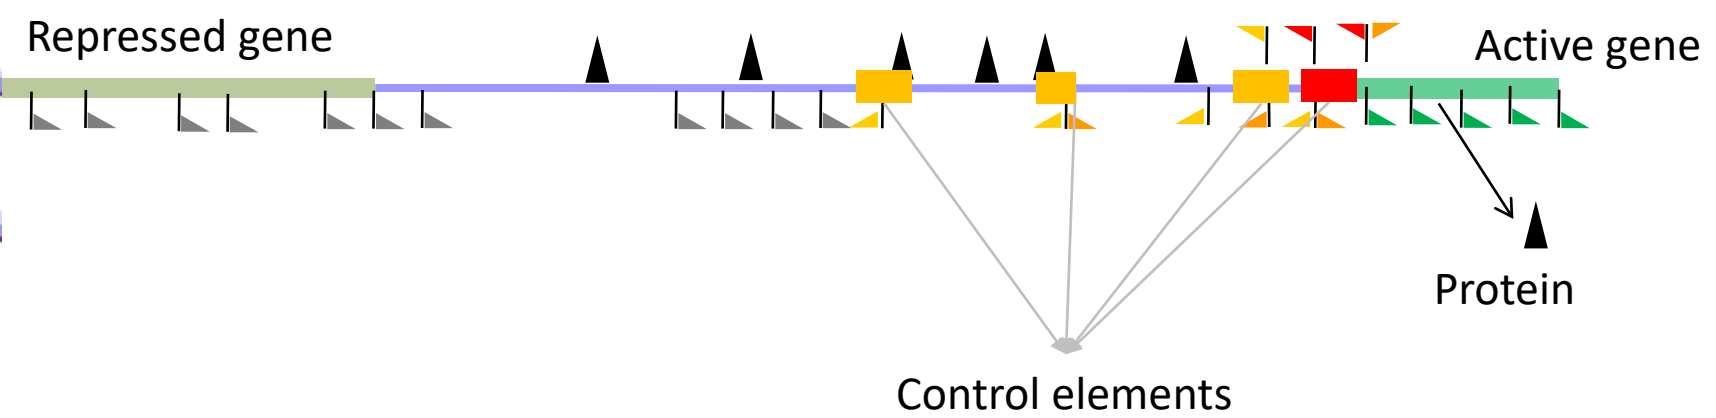 Repressed gene
Active gene
Protein
Control elements